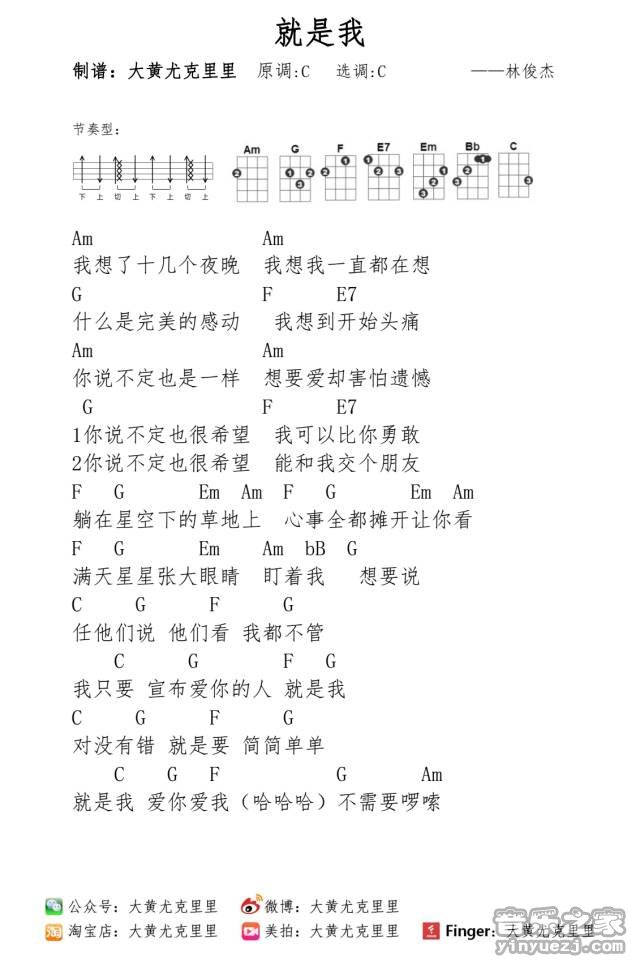 就是我
制谱：大黄尤克里里 原调:C 选调:C ——林俊杰
节奏型：
Am G F E7 Em Bb C
下 上 切 上 下 上 切 上
Am Am
我想了十几个夜晚 我想我一直都在想
G F E7
什么是完美的感动 我想到开始头痛
Am Am
你说不定也是一样 想要爱却害怕遗憾
G F E7
1你说不定也很希望 我可以比你勇敢
2你说不定也很希望 能和我交个朋友
F G Em Am F G Em Am
躺在星空下的草地上 心事全都摊开让你看
F G Em Am bB G
满天星星张大眼睛 盯着我 想要说
C G F G
任他们说 他们看 我都不管
C G F G
我只要 宣布爱你的人 就是我
C G F G
对没有错 就是要 简简单单
C G F G Am
就是我 爱你爱我（哈哈哈）不需要啰嗦
公众号：大黄尤克里里 微博：大黄尤克里里
淘宝店：大黄尤克里里 美拍：大黄尤克里里 Finger：大黄尤克里里
音乐之家
yinyuezj.com